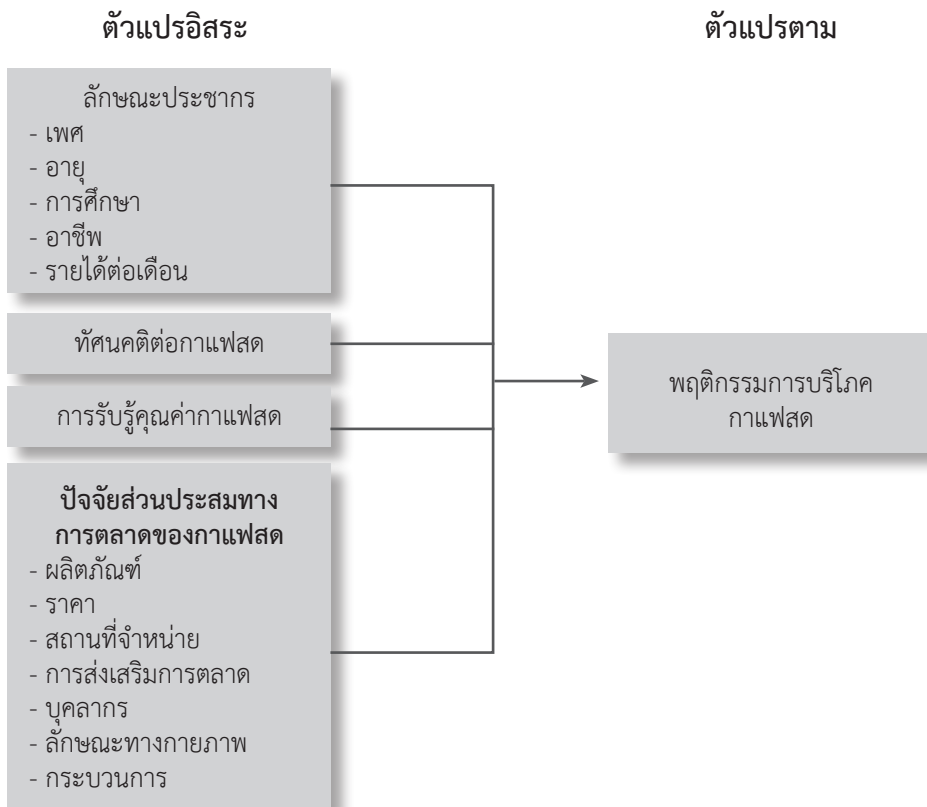 ตัวแปรอิสระ
ลักษณะประชากร
- เพศ
- อายุ
- การศึกษา
- อาชีพ
- รายได้ต่อเดือน
ทัศนคติต่อกาแฟสด
การรับรู้คุณค่ากาแฟสด
ปัจจัยส่วนประสมทาง
การตลาดของกาแฟสด
- ผลิตภัณฑ์
- ราคา
- สถานที่จำหน่าย
- การส่งเสริมการตลาด
- บุคลากร
- ลักษณะทางกายภาพ
- กระบวนการ
ตัวแปรตาม
พฤติกรรมการบริโภค
กาแฟสด